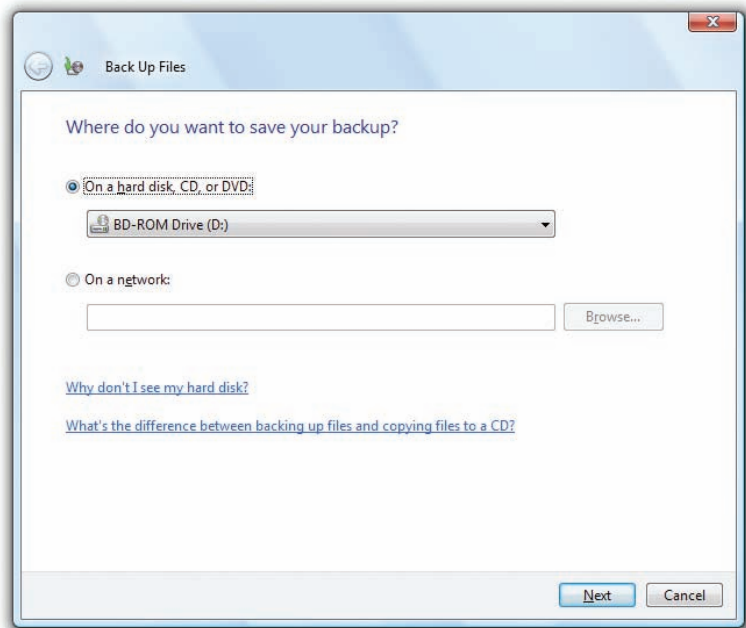 Back Up Files
Where do you want to save your backup?
On a hard disk, CD, or DVD:
BD-ROM Drive (D:)
On a network:
Browse...
Why don't I see my hard disk?
What's the difference between backing up files and copying files to a CD?
Next
Cancel